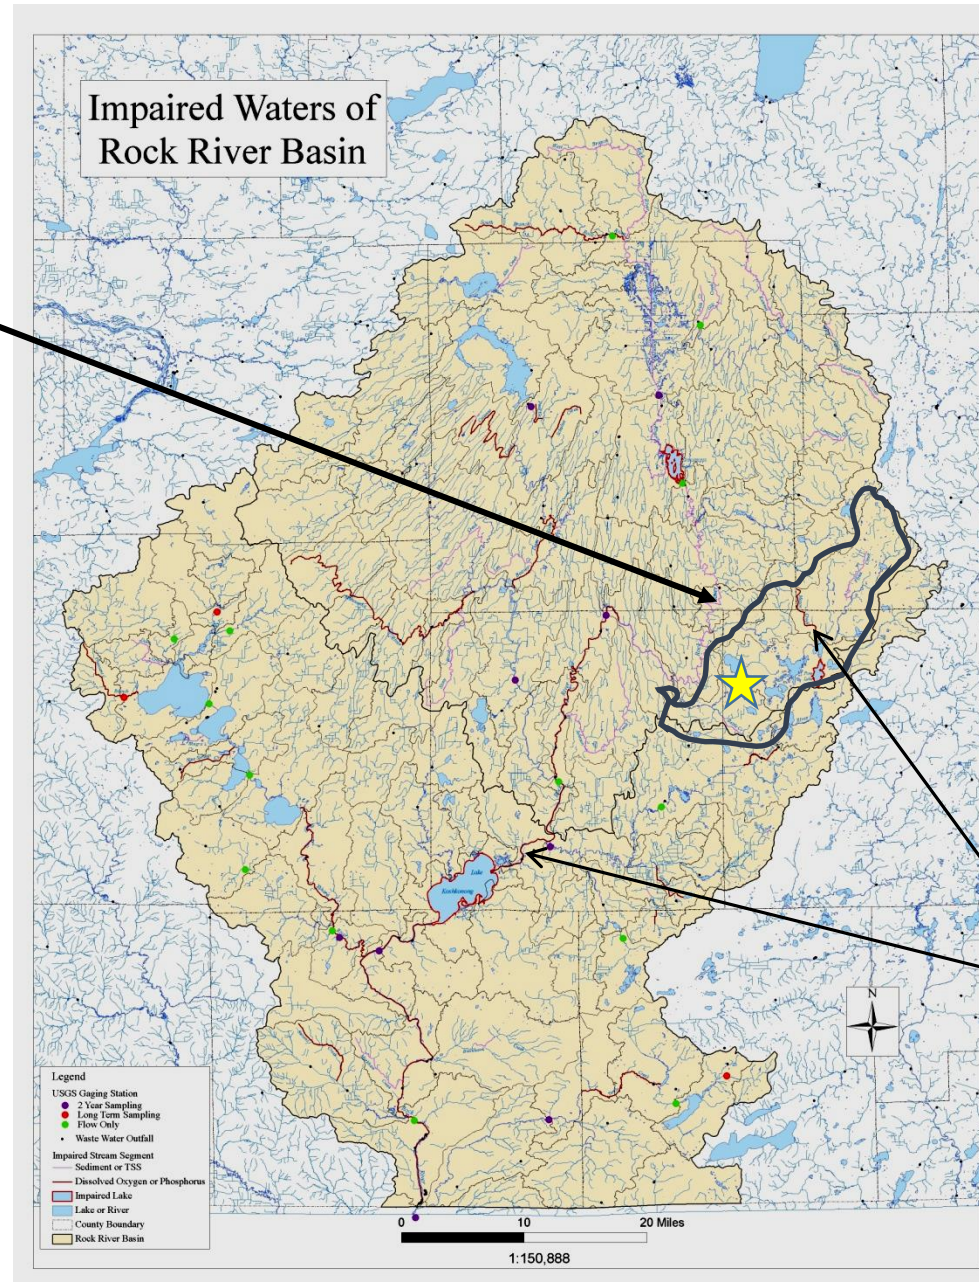 Impaired Waters of
Rock River Basin
Lake
Koshkonong
N
Legend
USGS Gaging Station
2 Year Sampling
Long Term Sampling
Flow Only
Waste Water Outfall
Impaired Stream Segment
Sediment or TSS
Dissolved Oxygen or Phosphorus
Impaired Lake
Lake or River
County Boundary
Rock River Basin
0 10 20 Miles
1:150,888